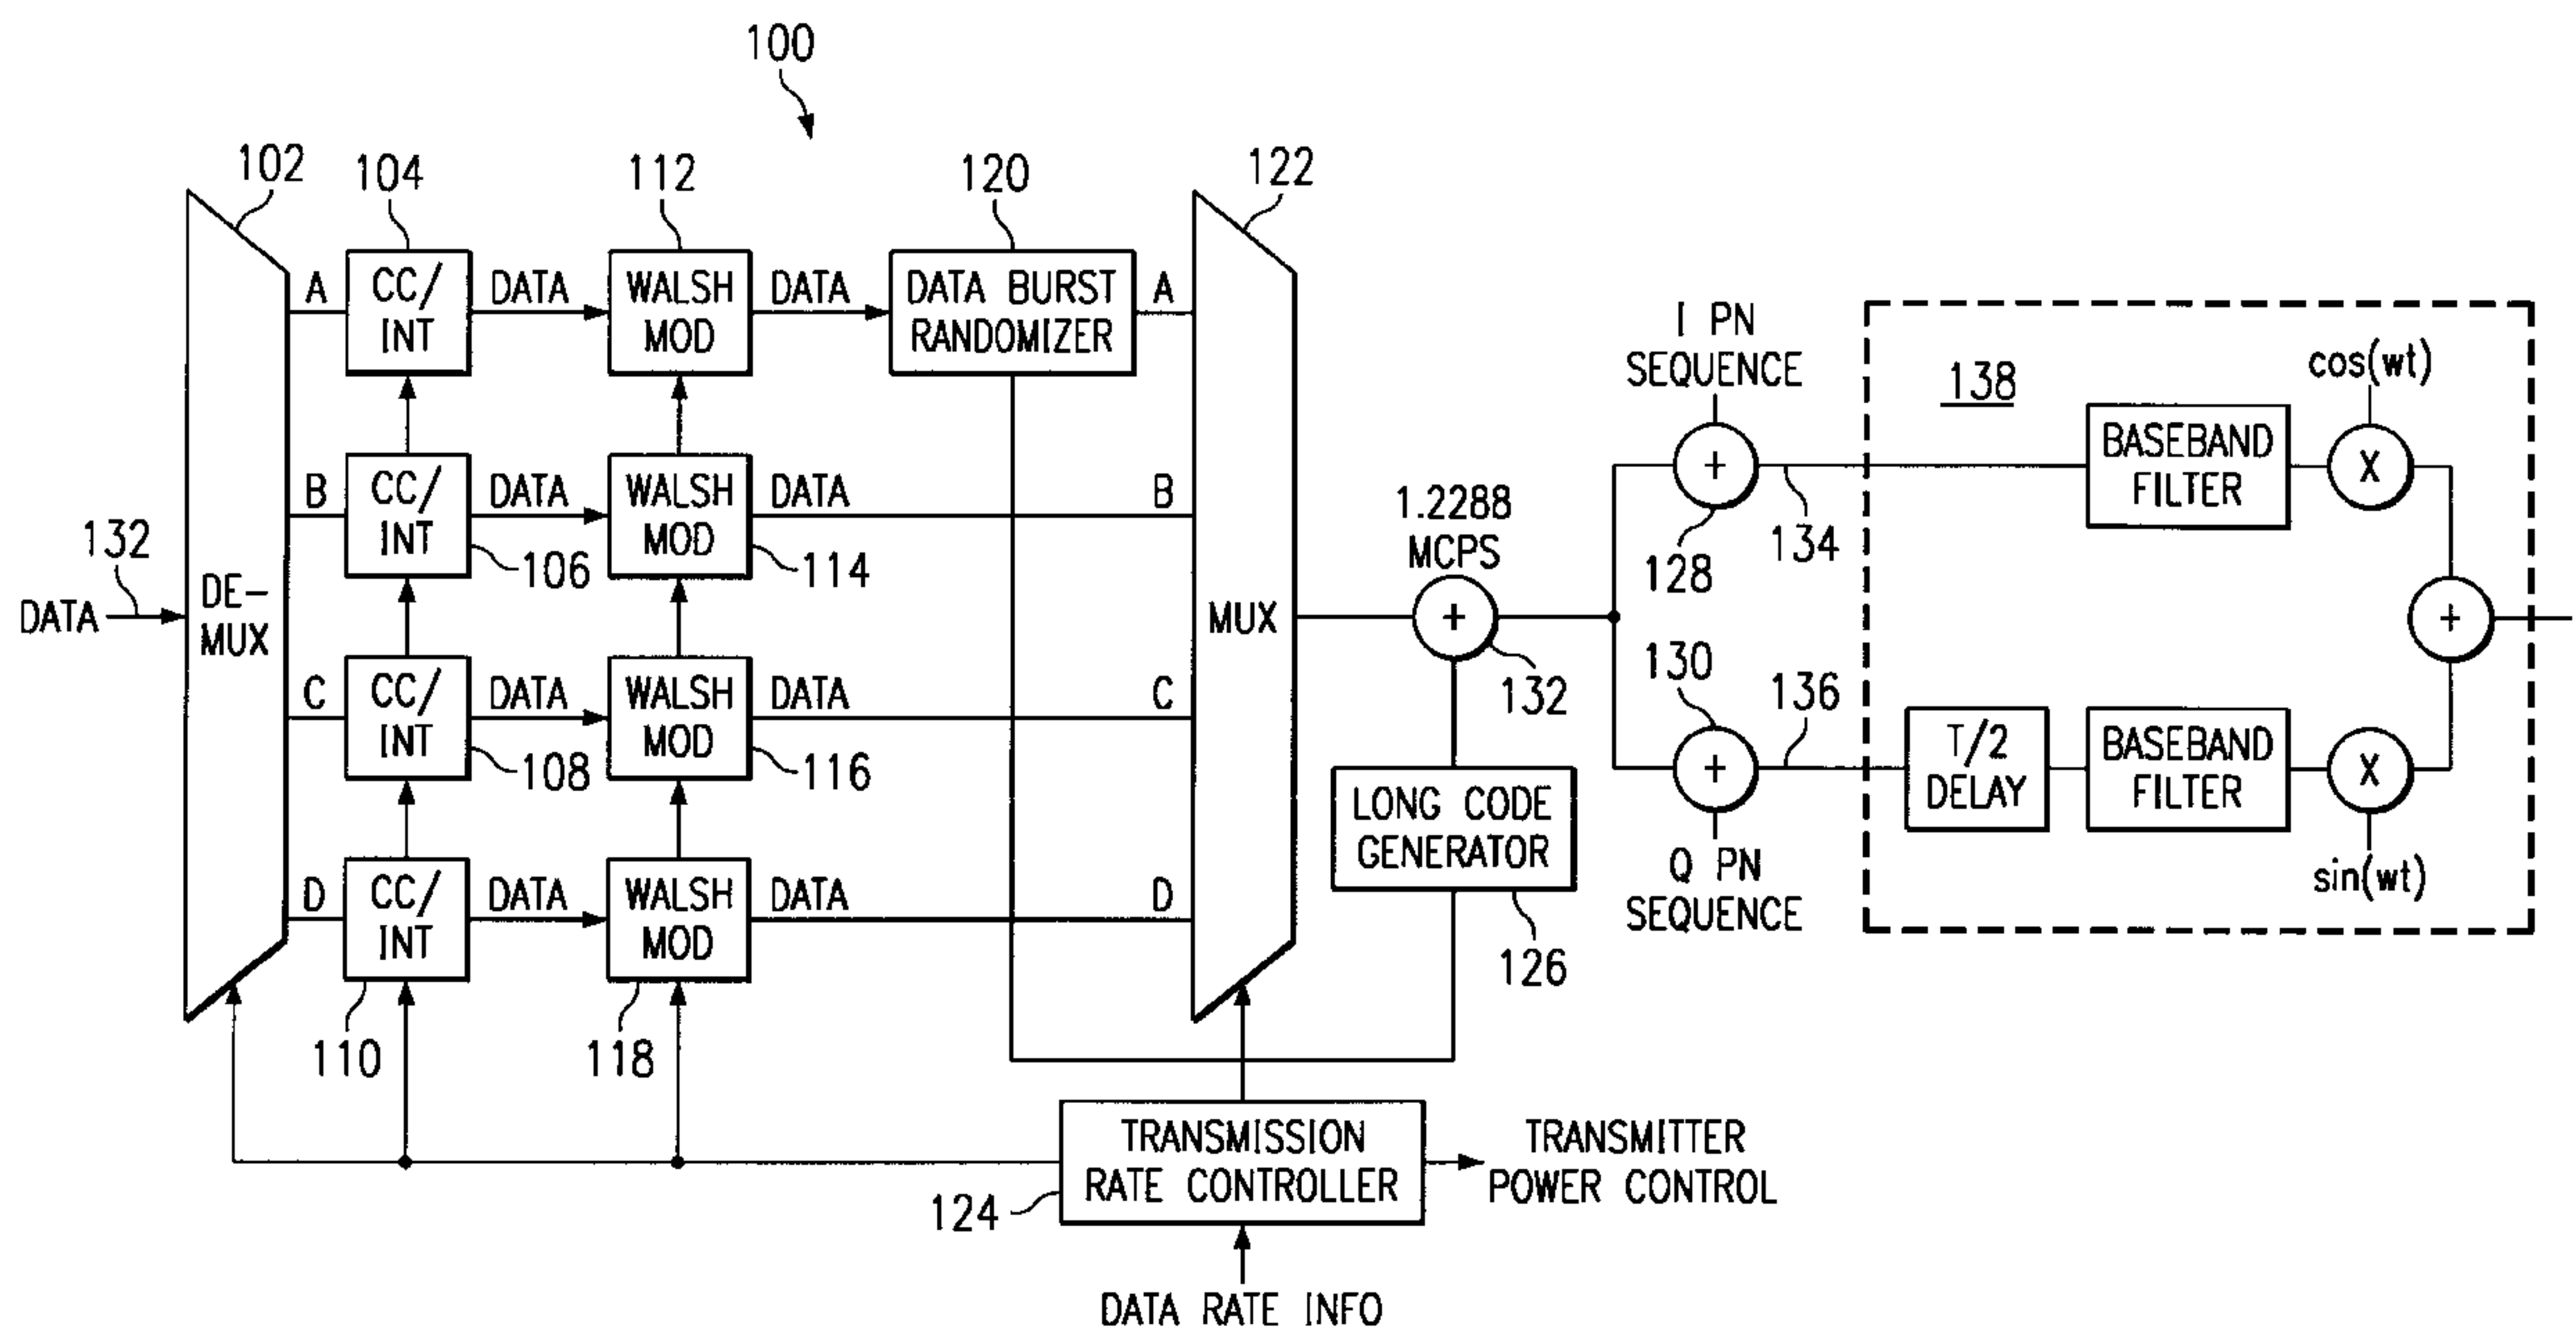 100
102
104
112
120
122
A
CC/
INT
DATA
WALSH
MOD
DATA
DATA BURST
RANDOMIZER
A
B
CC/
INT
106
DATA
WALSH
MOD
114
DATA
B
132
DATA
DE-
MUX
MUX
C
CC/
INT
108
DATA
WALSH
MOD
116
DATA
C
D
CC/
INT
110
DATA
WALSH
MOD
118
DATA
D
1.2288
MCPS
+
132
LONG CODE
GENERATOR
126
I PN
SEQUENCE
+
128
134
130
+
136
Q PN
SEQUENCE
138
BASEBAND
FILTER
cos(wt)
X
+
T/2
DELAY
BASEBAND
FILTER
X
sin(wt)
TRANSMISSION
RATE CONTROLLER
124
TRANSMITTER
POWER CONTROL
DATA RATE INFO